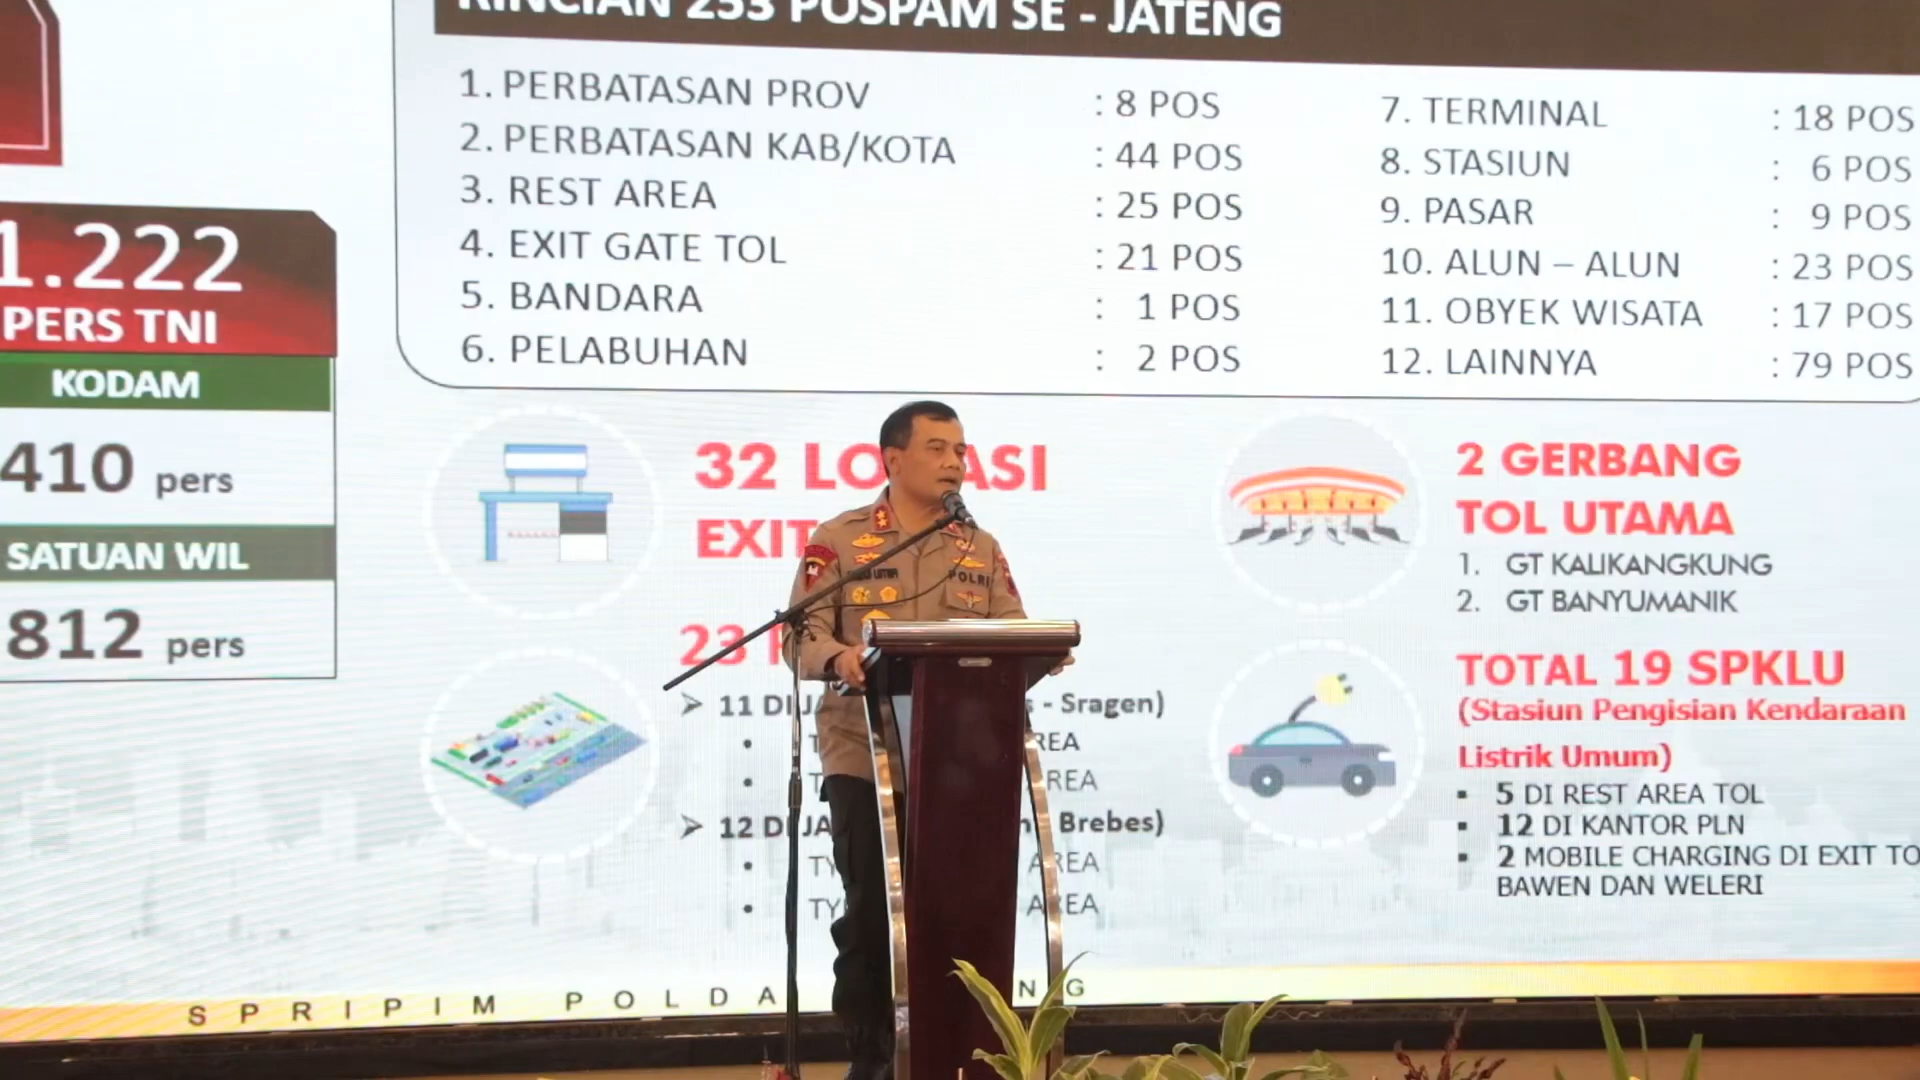 RINCIAN 253 POSPAM SE - JATENG
1. PERBATASAN PROV : 8 POS
2. PERBATASAN KAB/KOTA : 44 POS
3. REST AREA : 25 POS
4. EXIT GATE TOL : 21 POS
5. BANDARA : 1 POS
6. PELABUHAN : 2 POS
7. TERMINAL : 18 POS
8. STASIUN : 6 POS
9. PASAR : 9 POS
10. ALUN – ALUN : 23 POS
11. OBYEK WISATA : 17 POS
12. LAINNYA : 79 POS
1.222
PERS TNI
KODAM
410 pers
SATUAN WIL
812 pers
32
EXIT
23
11 DI - Sragen)
12 DI Brebes)
2 GERBANG
TOL UTAMA
1. GT KALIKANGKUNG
2. GT BANYUMANIK
TOTAL 19 SPKLU
(Stasiun Pengisian Kendaraan
Listrik Umum)
5 DI REST AREA TOL
12 DI KANTOR PLN
2 MOBILE CHARGING DI EXIT
BAWEN DAN WELERI
POLRI
SPRIPIM POLDA